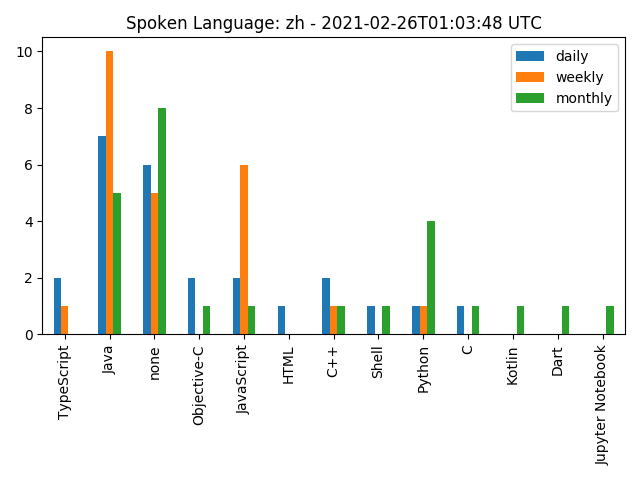 Spoken Language: zh - 2021-02-26T01:03:48 UTC
daily
weekly
monthly
10
8
6
4
2
0
TypeScript
Java
none
Objective-C
JavaScript
HTML
C++
Shell
Python
C
Kotlin
Dart
Jupyter Notebook